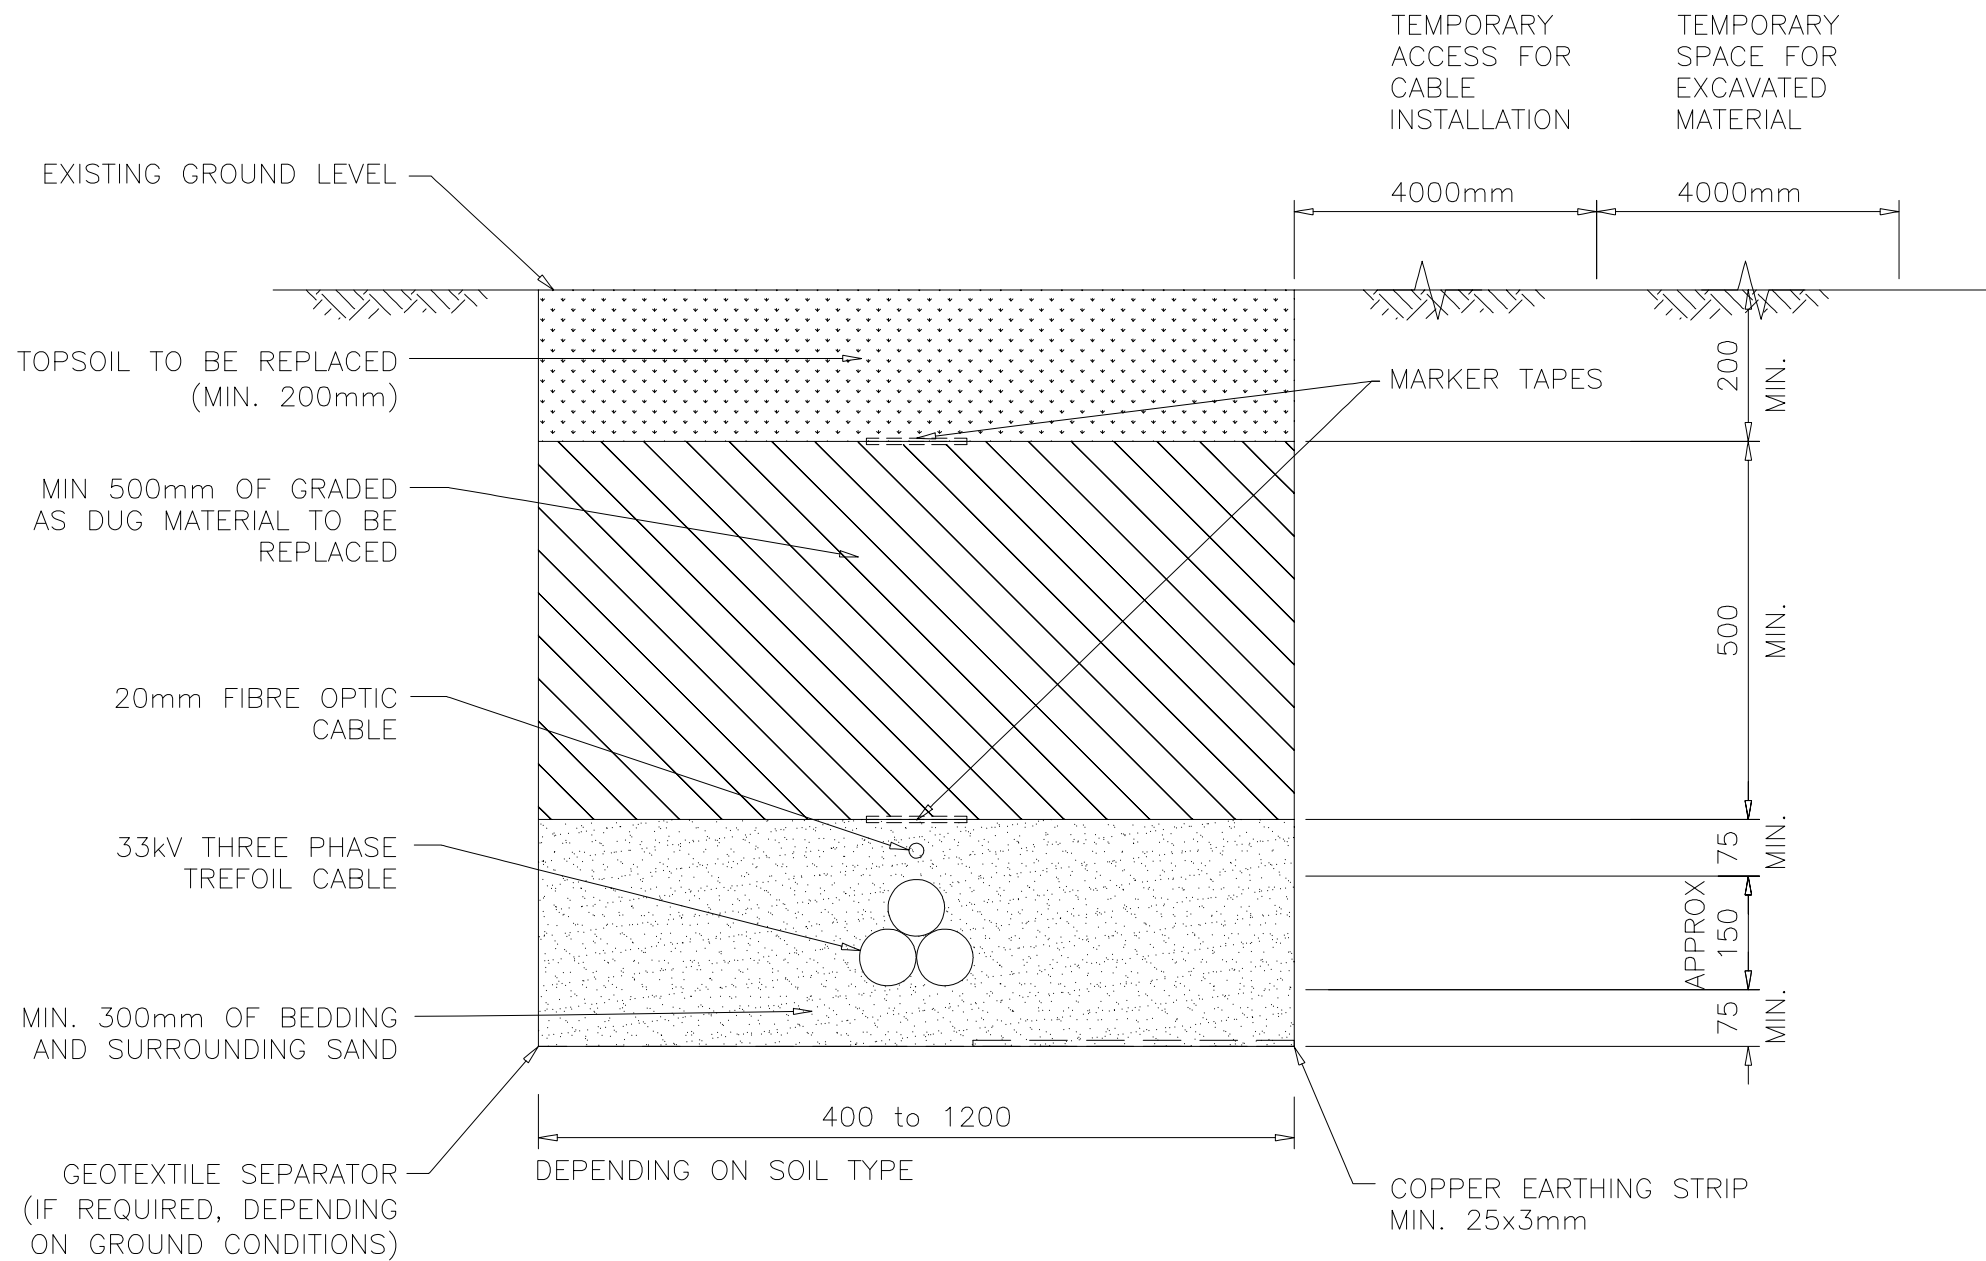 TEMPORARY
ACCESS FOR
CABLE
INSTALLATION
TEMPORARY
SPACE FOR
EXCAVATED
MATERIAL
4000mm
4000mm
EXISTING GROUND LEVEL
TOPSOIL TO BE REPLACED
(MIN. 200mm)
MARKER TAPES
200
MIN.
MIN 500mm OF GRADED
AS DUG MATERIAL TO BE
REPLACED
500
MIN.
20mm FIBRE OPTIC
CABLE
33kV THREE PHASE
TREFOIL CABLE
75
MIN.
APPROX
150
75
MIN.
MIN. 300mm OF BEDDING
AND SURROUNDING SAND
400 to 1200
DEPENDING ON SOIL TYPE
GEOTEXTILE SEPARATOR
(IF REQUIRED, DEPENDING
ON GROUND CONDITIONS)
COPPER EARTHING STRIP
MIN. 25x3mm